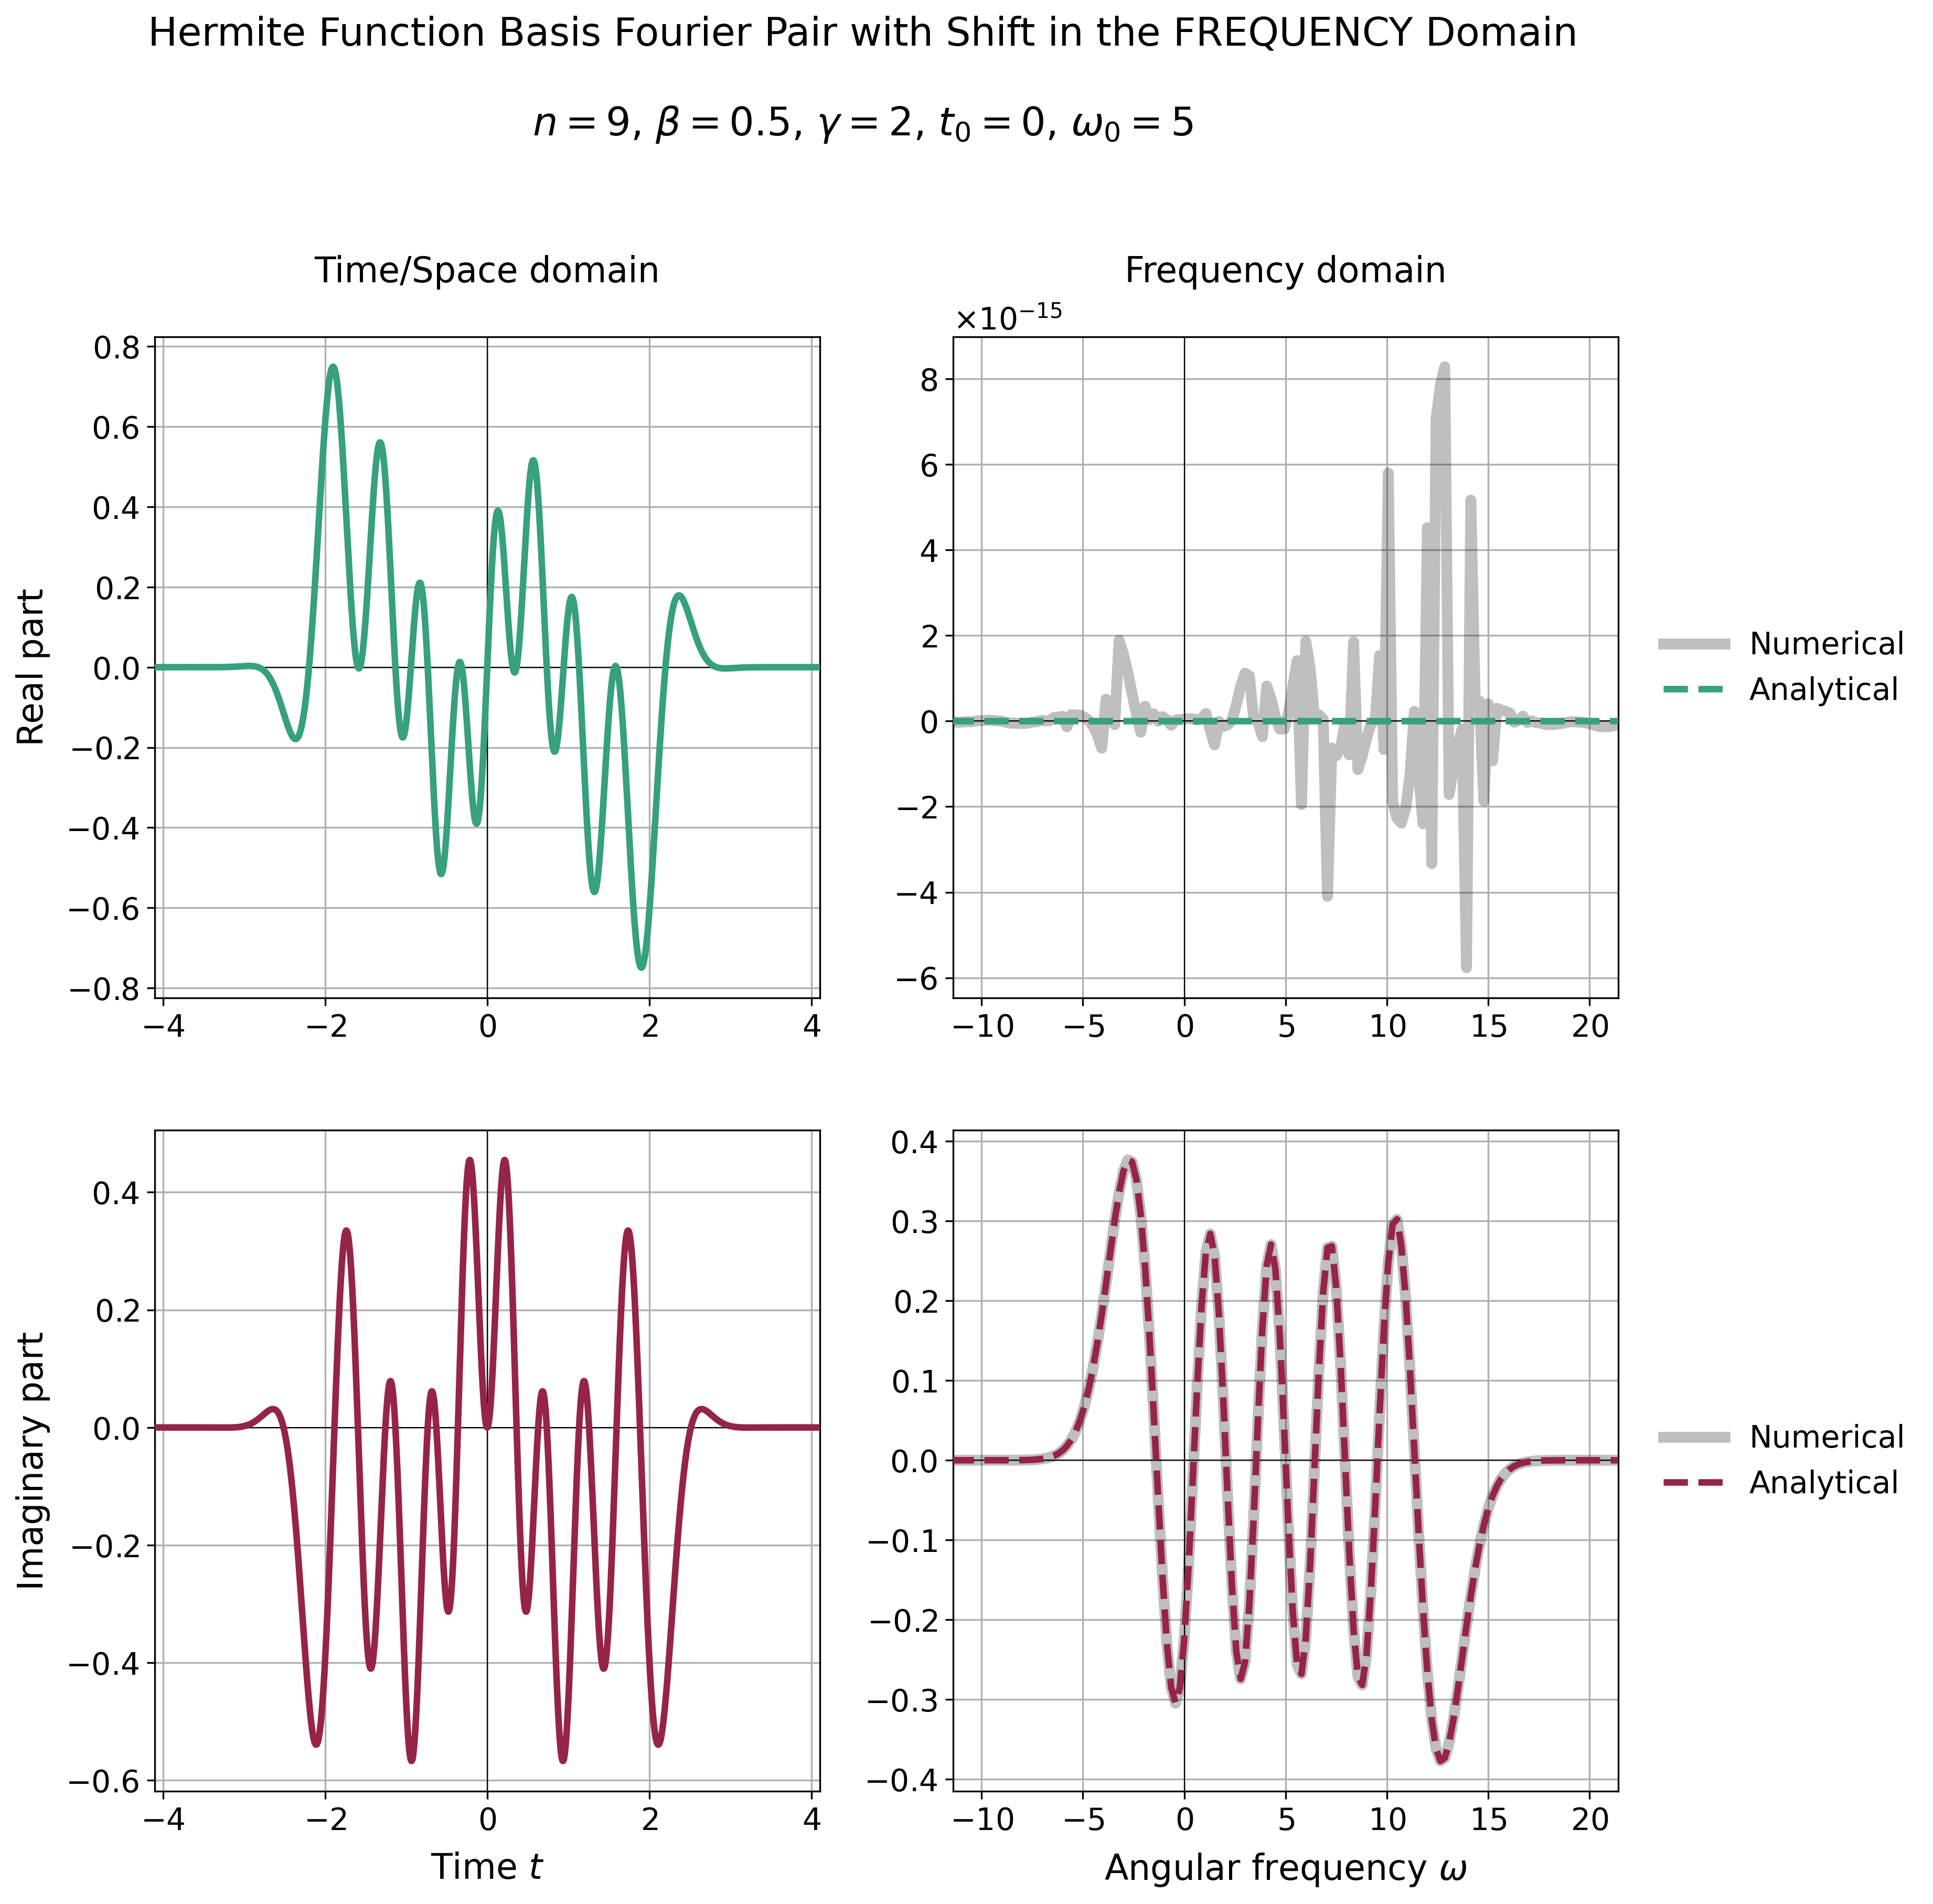 Hermite Function Basis Fourier Pair with Shift in the FREQUENCY Domain
n = 9, β = 0.5, γ = 2, t₀ = 0, ω₀ = 5
Time/Space domain
Frequency domain
×10⁻¹⁵
Real part
0.8
0.6
0.4
0.2
0.0
−0.2
−0.4
−0.6
−0.8
−4 −2 0 2 4
8
6
4
2
0
−2
−4
−6
−10 −5 0 5 10 15 20
Numerical
Analytical
Imaginary part
0.4
0.2
0.0
−0.2
−0.4
−0.6
−4 −2 0 2 4
Time t
0.4
0.3
0.2
0.1
0.0
−0.1
−0.2
−0.3
−0.4
−10 −5 0 5 10 15 20
Angular frequency ω
Numerical
Analytical